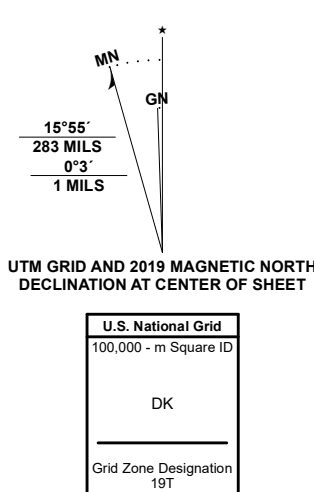 ★
MN
GN
15°55´
283 MILS
0°3´
1 MILS
UTM GRID AND 2019 MAGNETIC NORTH
DECLINATION AT CENTER OF SHEET
U.S. National Grid
100,000 - m Square ID
DK
Grid Zone Designation
19T